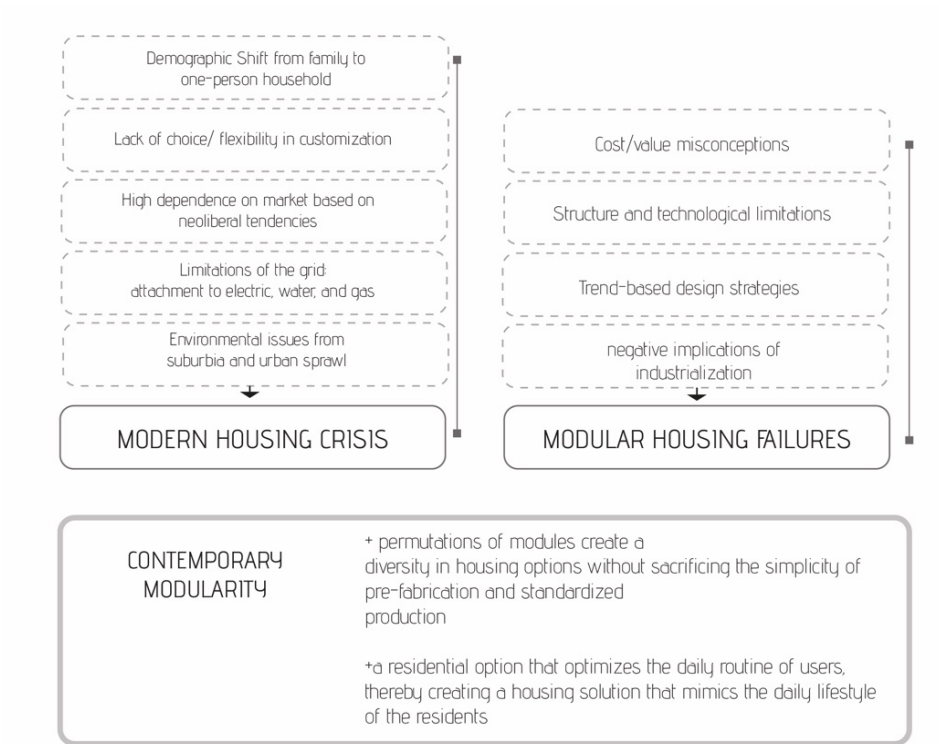 Demographic Shift from family to
one-person household
Lack of choice/ flexibility in customization
High dependence on market based on
neoliberal tendencies
Limitations of the grid:
attachment to electric, water, and gas
Environmental issues from
suburbia and urban sprawl
MODERN HOUSING CRISIS
Cost/value misconceptions
Structure and technological limitations
Trend-based design strategies
negative implications of
industrialization
MODULAR HOUSING FAILURES
CONTEMPORARY
MODULARITY
+ permutations of modules create a
diversity in housing options without sacrificing the simplicity of
pre-fabrication and standardized
production
+a residential option that optimizes the daily routine of users,
thereby creating a housing solution that mimics the daily lifestyle
of the residents